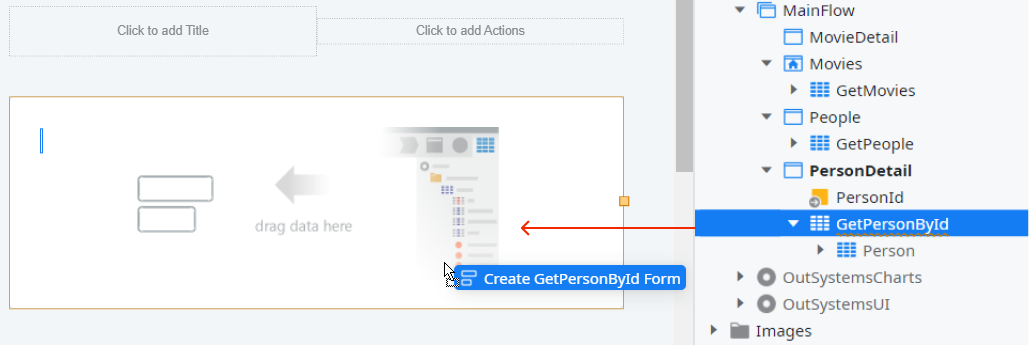 Click to add Title
Click to add Actions
drag data here
Create GetPersonById Form
MainFlow
MovieDetail
Movies
GetMovies
People
GetPeople
PersonDetail
PersonId
GetPersonById
Person
OutSystemsCharts
OutSystemsUI
Images